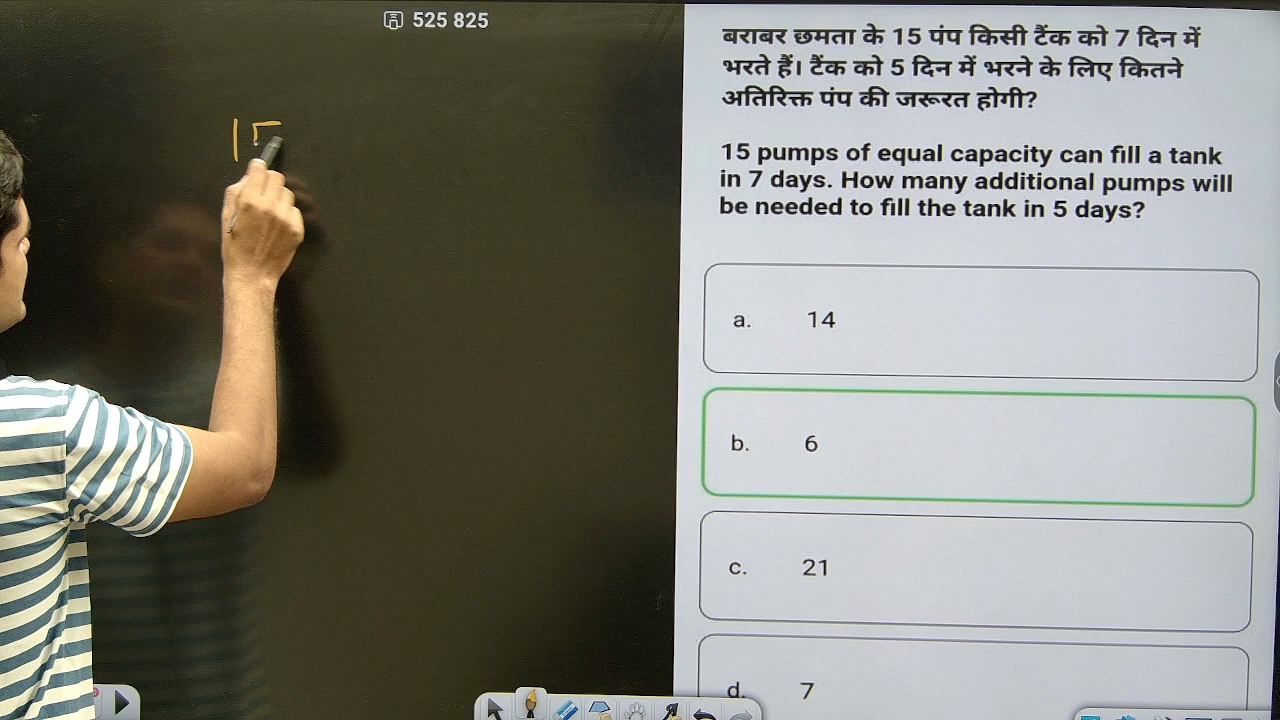 525 825
बराबर छमता के 15 पंप किसी टैंक को 7 दिन में
भरते हैं। टैंक को 5 दिन में भरने के लिए कितने
अतिरिक्त पंप की जरूरत होगी?
15 pumps of equal capacity can fill a tank
in 7 days. How many additional pumps will
be needed to fill the tank in 5 days?
15
a. 14
b. 6
c. 21
d. 7